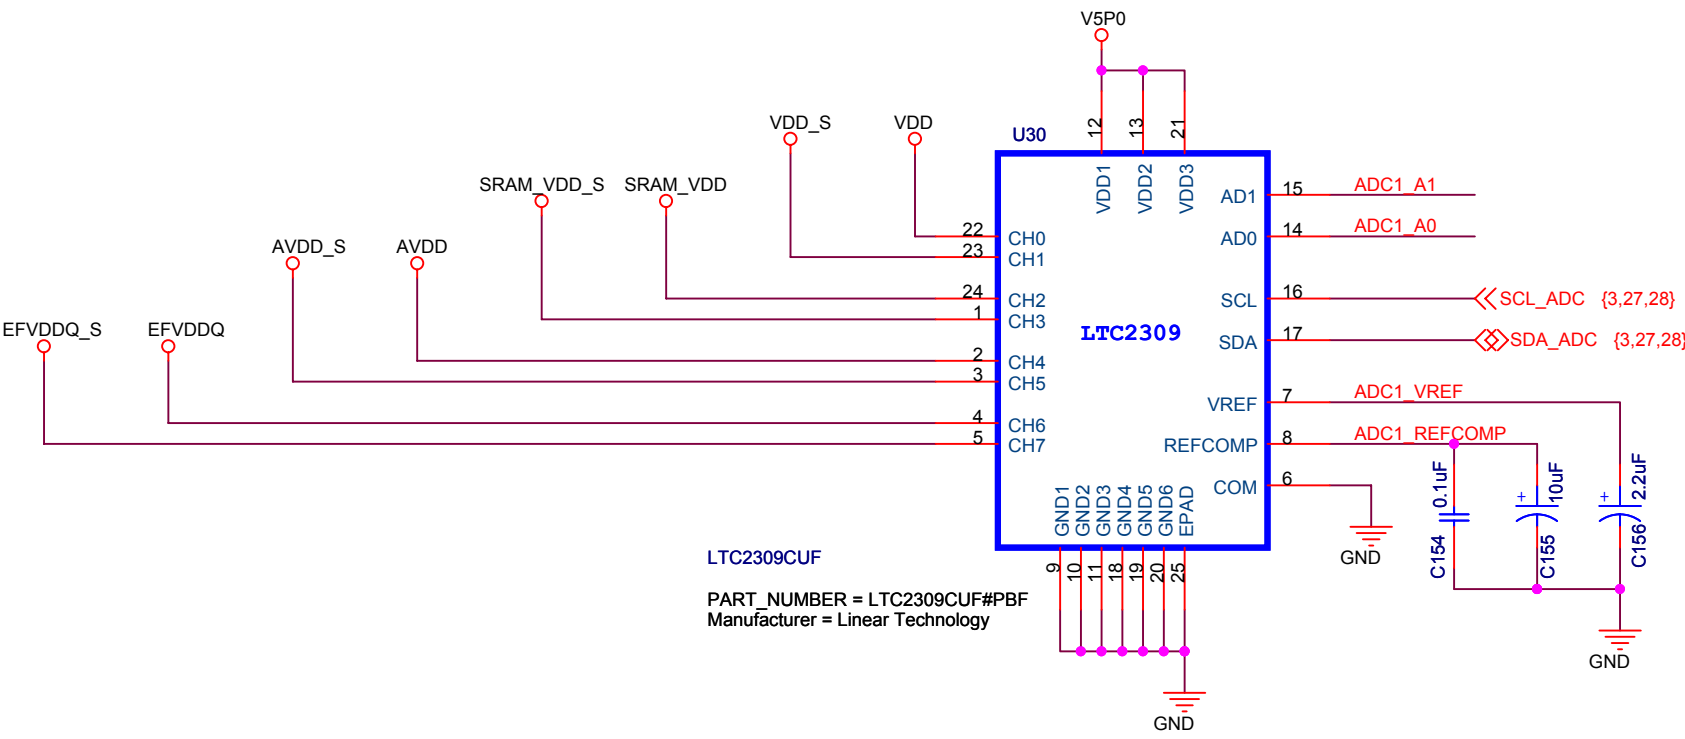 V5P0
VDD_S
VDD
U30
12
13
21
SRAM_VDD_S
SRAM_VDD
VDD1
VDD2
VDD3
AD1
15
ADC1_A1
AVDD_S
AVDD
22
CH0
AD0
14
ADC1_A0
23
CH1
24
CH2
SCL
16
SCL_ADC {3,27,28}
1
CH3
EFVDDQ_S
EFVDDQ
LTC2309
SDA
17
SDA_ADC {3,27,28}
2
CH4
3
CH5
VREF
7
ADC1_VREF
4
CH6
5
CH7
REFCOMP
8
ADC1_REFCOMP
COM
6
GND
GND1
GND2
GND3
GND4
GND5
GND6
EPAD
0.1uF
C154
+
10uF
C155
+
2.2uF
C156
GND
9
10
11
18
19
20
25
GND
LTC2309CUF
PART_NUMBER = LTC2309CUF#PBF
Manufacturer = Linear Technology